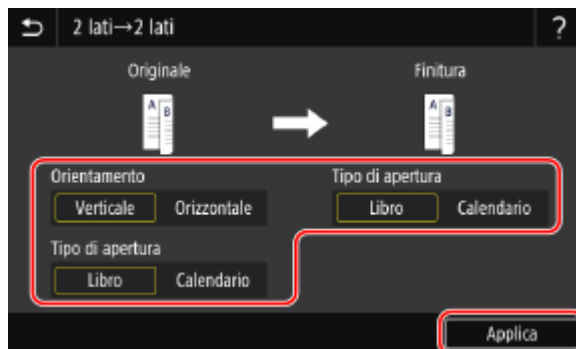 2 lati→2 lati ?
Originale Finitura
A B A B
Orientamento Tipo di apertura
Verticale Orizzontale Libro Calendario
Tipo di apertura
Libro Calendario
Applica